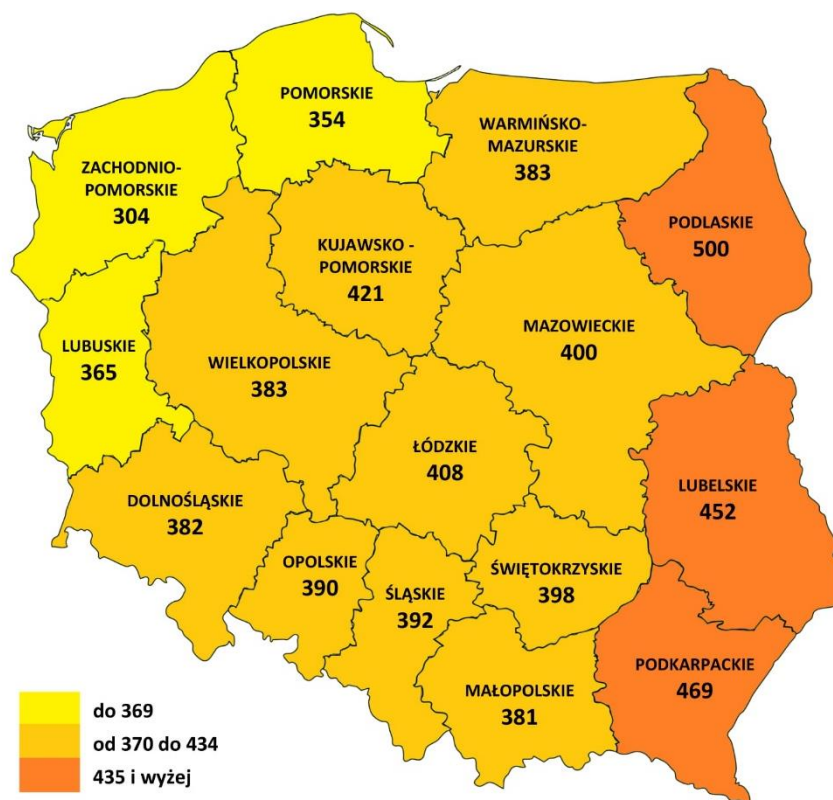 POMORSKIE
354
WARMIŃSKO-
MAZURSKIE
383
ZACHODNIO-
POMORSKIE
304
PODLASKIE
500
KUJAWSKO -
POMORSKIE
421
MAZOWIECKIE
400
LUBUSKIE
365
WIELKOPOLSKIE
383
ŁÓDZKIE
408
LUBELSKIE
452
DOLNOŚLĄSKIE
382
OPOLSKIE
390
ŚLĄSKIE
392
ŚWIĘTOKRZYSKIE
398
MAŁOPOLSKIE
381
PODKARPACKIE
469
do 369
od 370 do 434
435 i wyżej